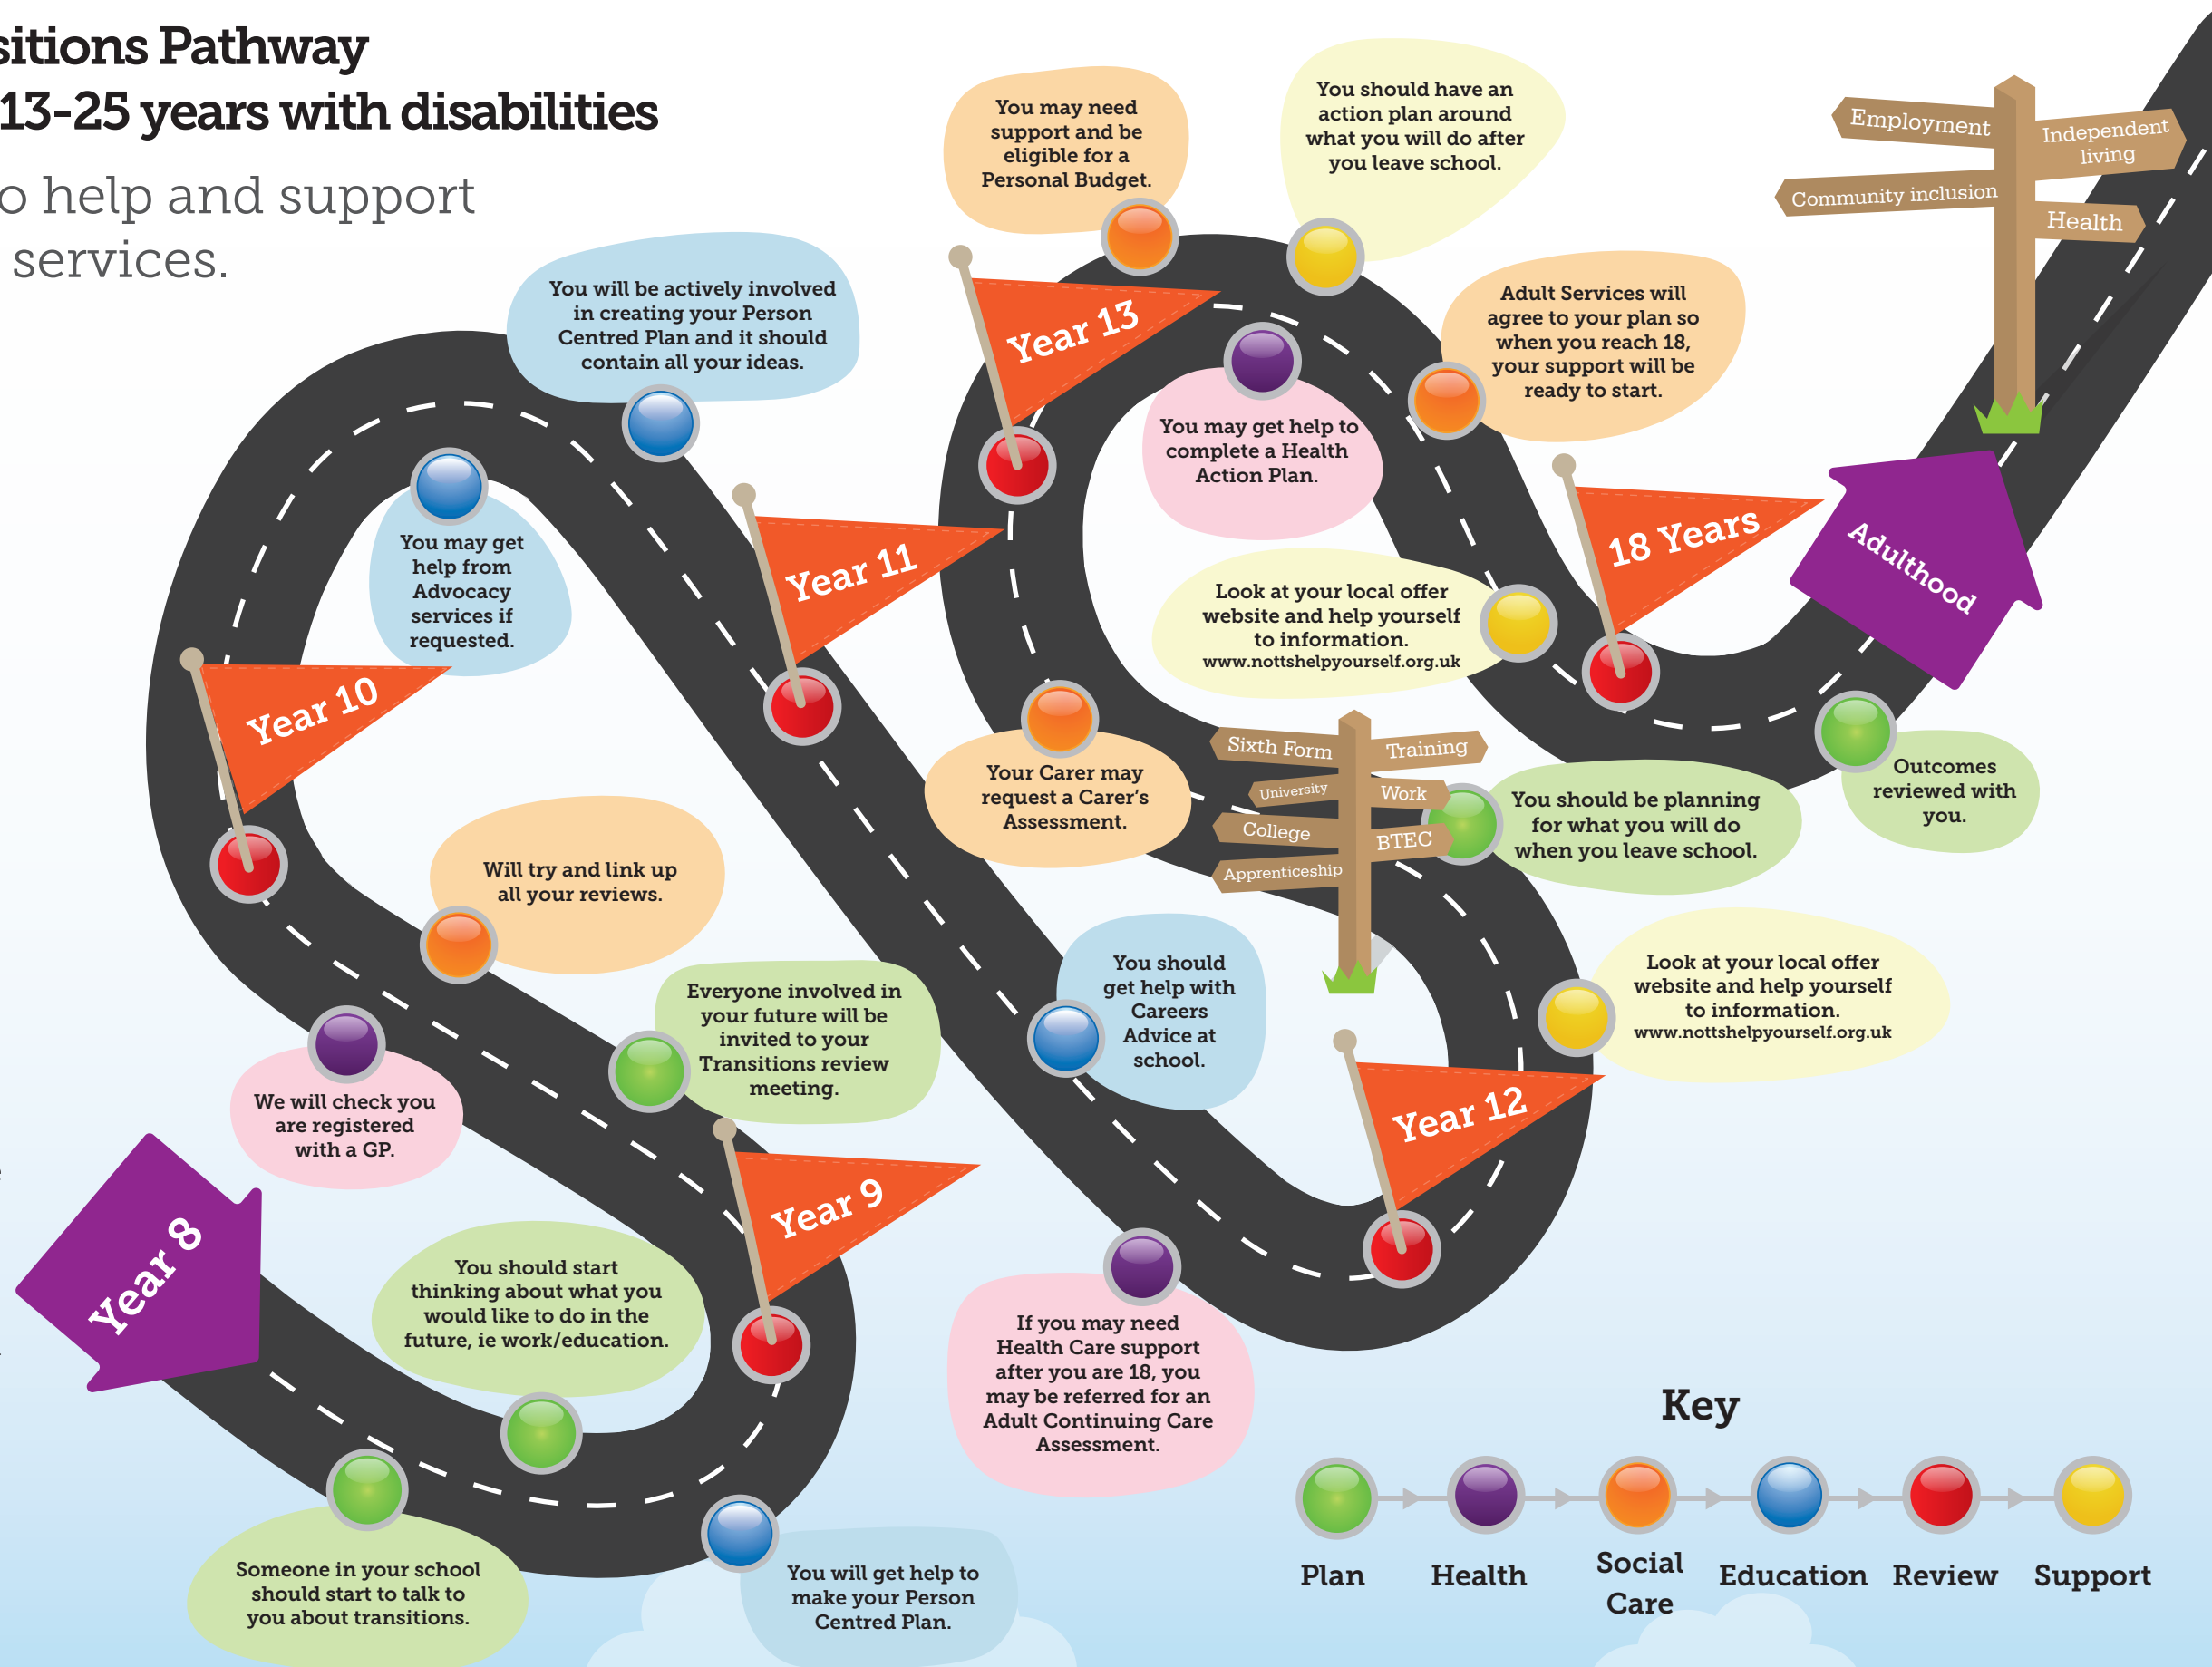 sitions Pathway
13-25 years with disabilities
o help and support
services.
Year 8
Someone in your school
should start to talk to
you about transitions.
You should start
thinking about what you
would like to do in the
future, ie work/education.
You will get help to
make your Person
Centred Plan.
Year 9
Everyone involved in
your future will be
invited to your
Transitions review
meeting.
Will try and link up
all your reviews.
We will check you
are registered
with a GP.
Year 10
You may get
help from
Advocacy
services if
requested.
You will be actively involved
in creating your Person
Centred Plan and it should
contain all your ideas.
Year 11
You should
get help with
Careers
Advice at
school.
If you may need
Health Care support
after you are 18, you
may be referred for an
Adult Continuing Care
Assessment.
Year 12
Look at your local offer
website and help yourself
to information.
www.nottshelpyourself.org.uk
You should be planning
for what you will do
when you leave school.
Sixth Form
Training
University
Work
College
BTEC
Apprenticeship
Your Carer may
request a Carer’s
Assessment.
Year 13
You may need
support and be
eligible for a
Personal Budget.
You should have an
action plan around
what you will do after
you leave school.
You may get help to
complete a Health
Action Plan.
Adult Services will
agree to your plan so
when you reach 18,
your support will be
ready to start.
Look at your local offer
website and help yourself
to information.
www.nottshelpyourself.org.uk
18 Years
Outcomes
reviewed with
you.
Adulthood
Employment
Independent
living
Community inclusion
Health
Key
Plan
Health
Social
Care
Education
Review
Support